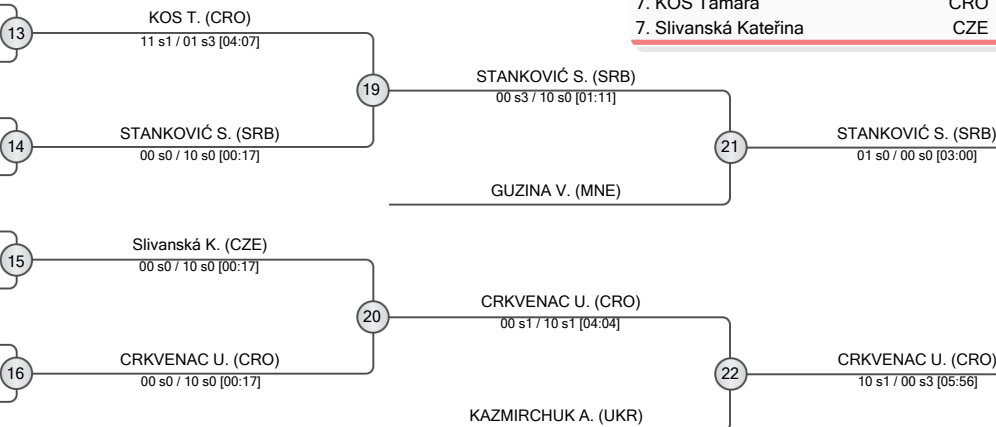 7. KOS Tamara CRO
7. Slivanská Kateřina CZE
KOS T. (CRO)
13
11 s1 / 01 s3 [04:07]
19
STANKOVIĆ S. (SRB)
00 s3 / 10 s0 [01:11]
STANKOVIĆ S. (SRB)
14
00 s0 / 10 s0 [00:17]
21
STANKOVIĆ S. (SRB)
01 s0 / 00 s0 [03:00]
GUZINA V. (MNE)
Slivanská K. (CZE)
15
00 s0 / 10 s0 [00:17]
20
CRKVENAC U. (CRO)
00 s1 / 10 s1 [04:04]
CRKVENAC U. (CRO)
16
00 s0 / 10 s0 [00:17]
22
CRKVENAC U. (CRO)
10 s1 / 00 s3 [05:56]
KAZMIRCHUK A. (UKR)